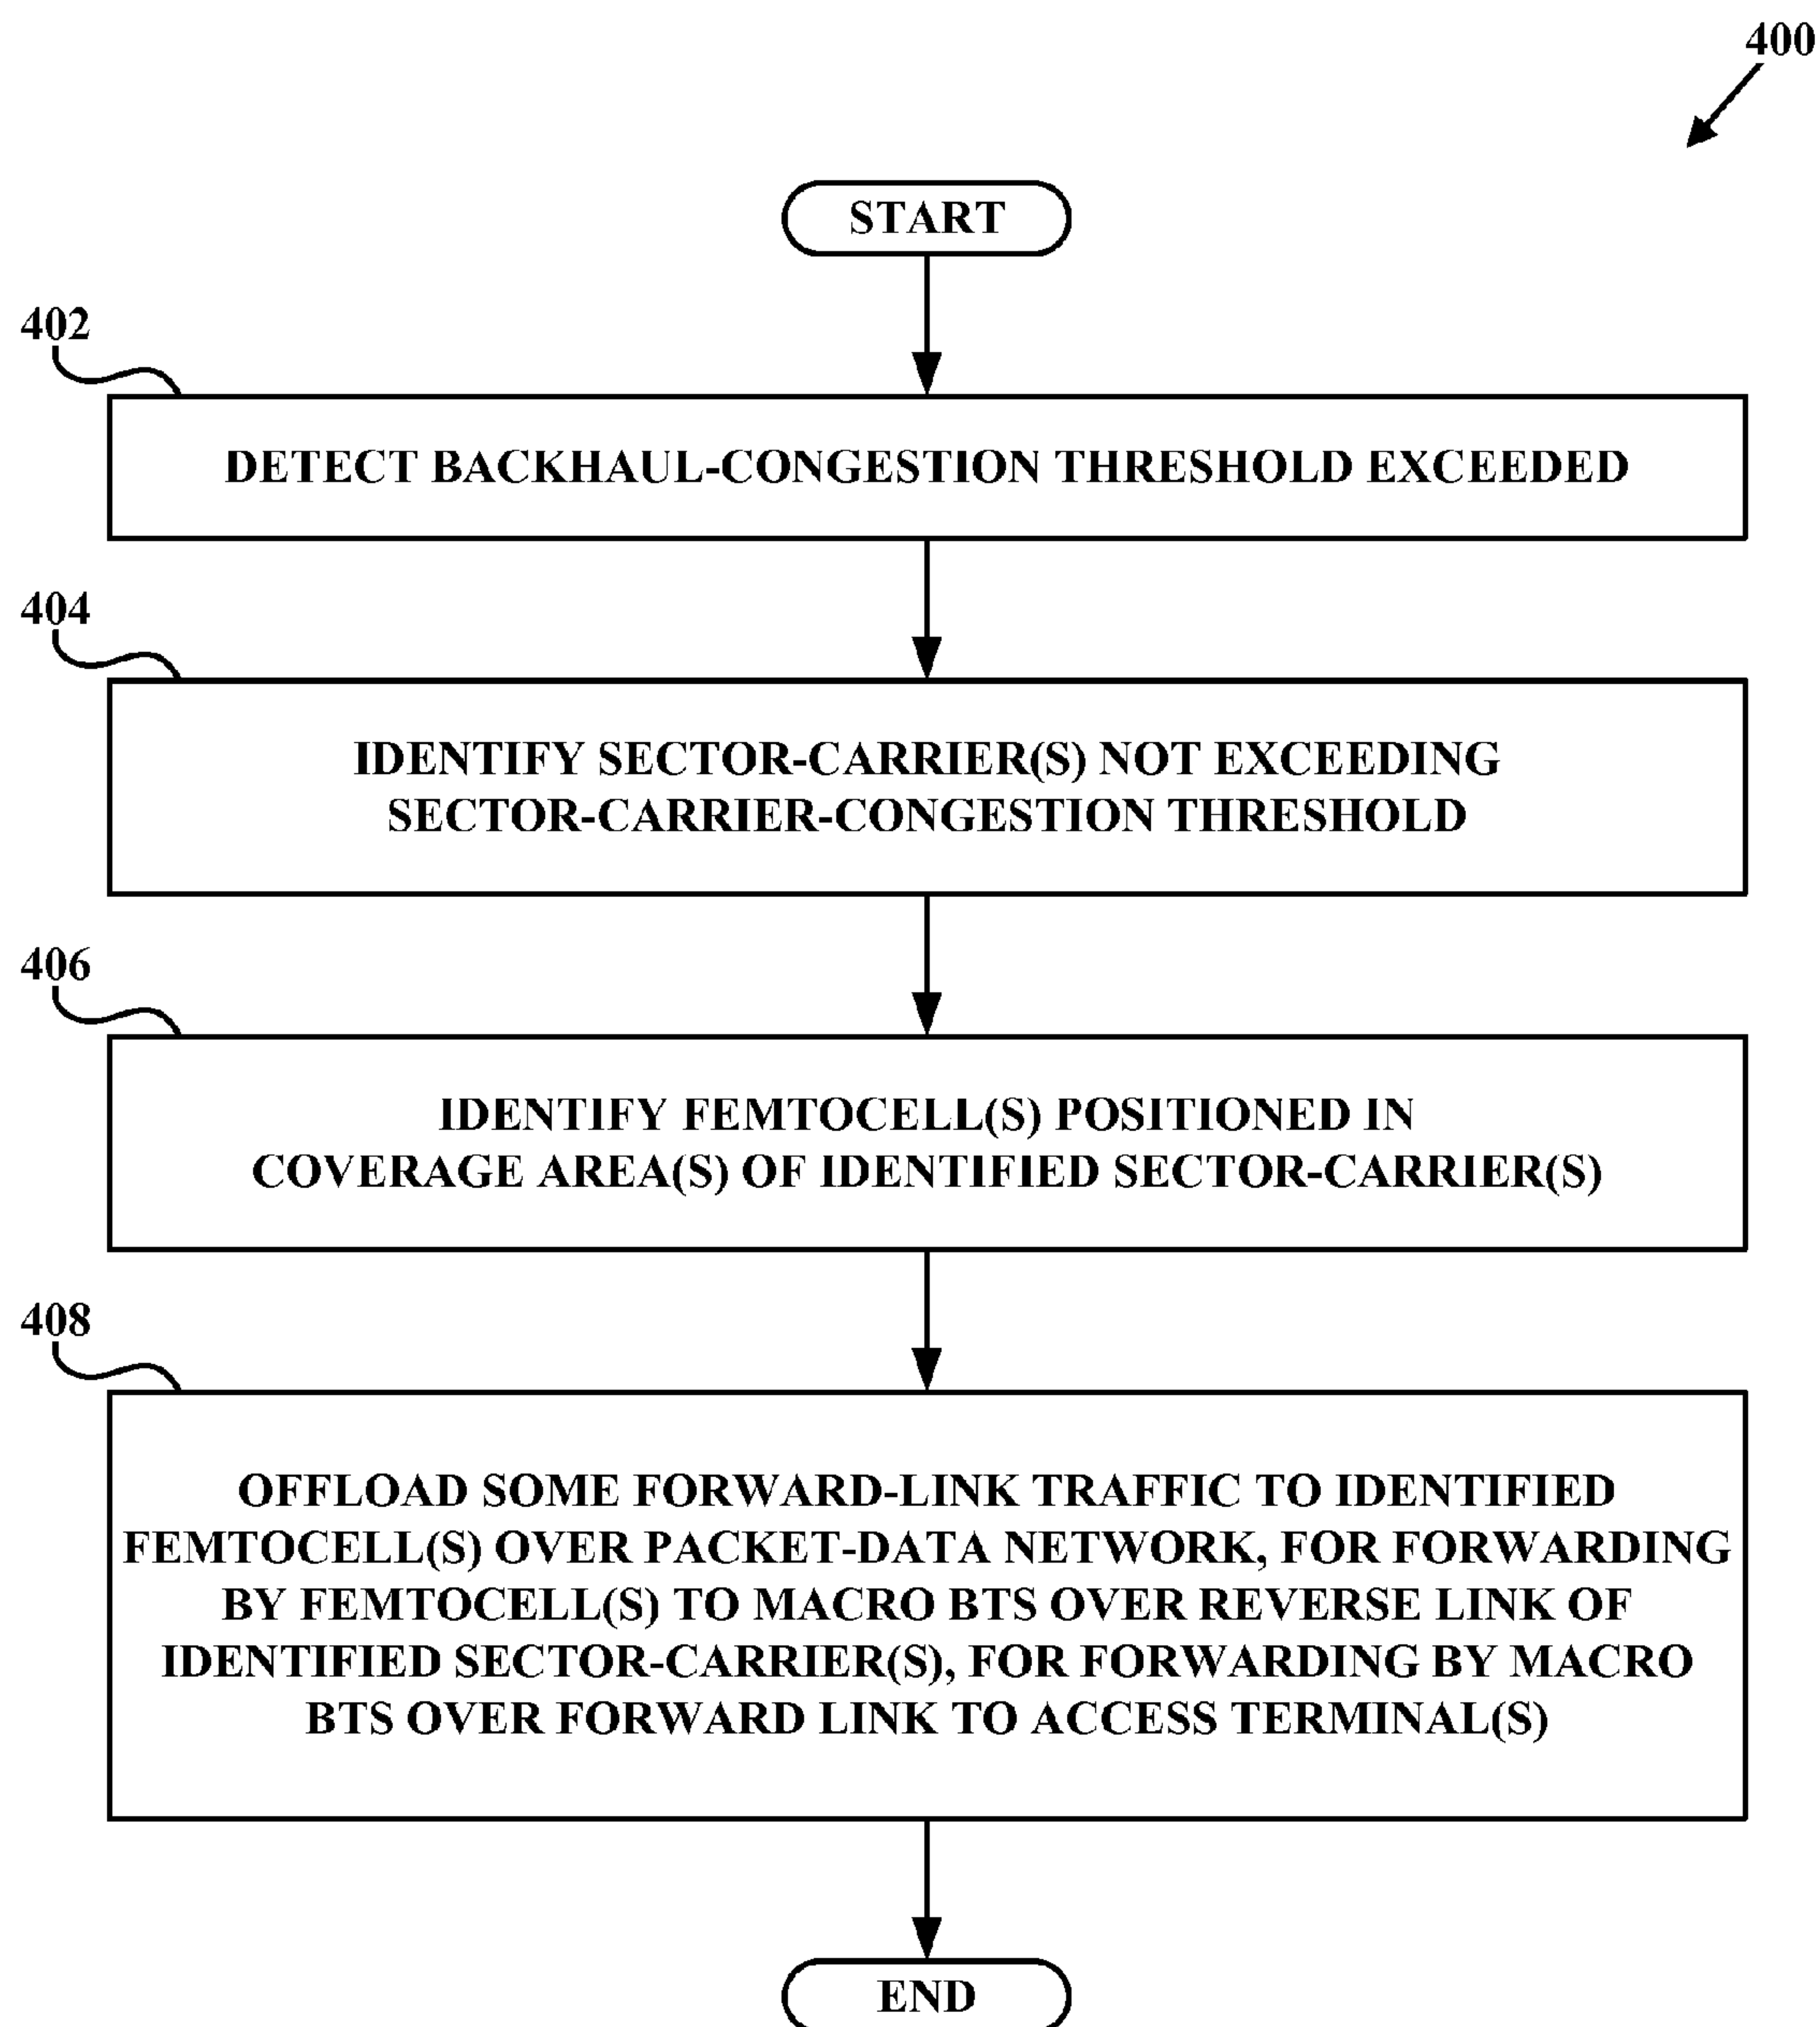 400
START
402
DETECT BACKHAUL-CONGESTION THRESHOLD EXCEEDED
404
IDENTIFY SECTOR-CARRIER(S) NOT EXCEEDING
SECTOR-CARRIER-CONGESTION THRESHOLD
406
IDENTIFY FEMTOCELL(S) POSITIONED IN
COVERAGE AREA(S) OF IDENTIFIED SECTOR-CARRIER(S)
408
OFFLOAD SOME FORWARD-LINK TRAFFIC TO IDENTIFIED
FEMTOCELL(S) OVER PACKET-DATA NETWORK, FOR FORWARDING
BY FEMTOCELL(S) TO MACRO BTS OVER REVERSE LINK OF
IDENTIFIED SECTOR-CARRIER(S), FOR FORWARDING BY MACRO
BTS OVER FORWARD LINK TO ACCESS TERMINAL(S)
END